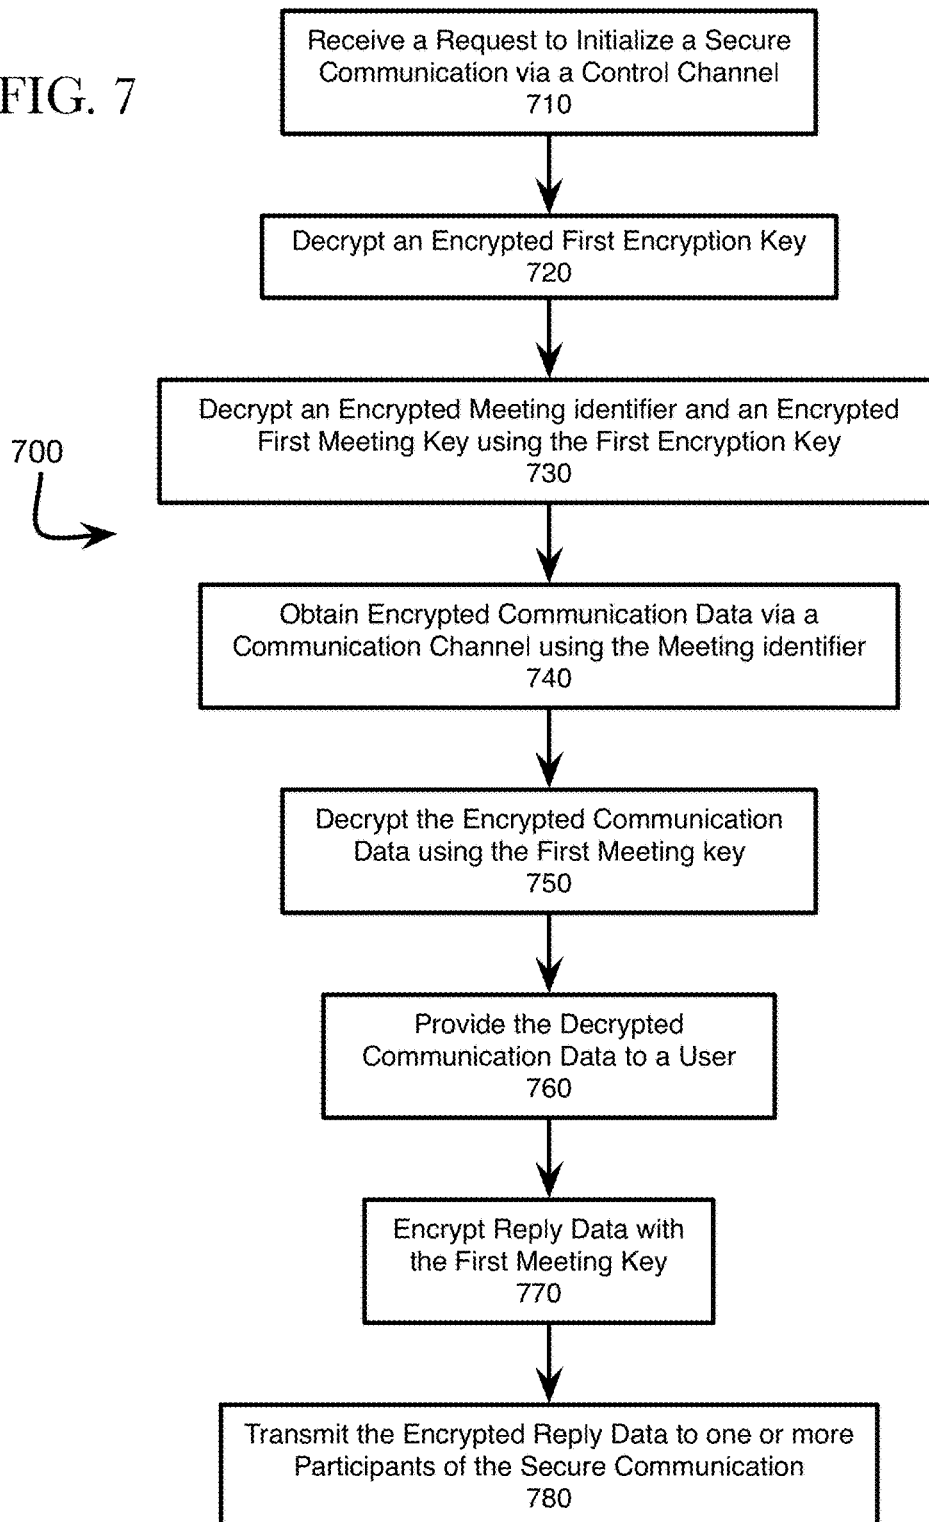 FIG. 7
Receive a Request to Initialize a Secure
Communication via a Control Channel
710
Decrypt an Encrypted First Encryption Key
720
Decrypt an Encrypted Meeting identifier and an Encrypted
First Meeting Key using the First Encryption Key
730
700
Obtain Encrypted Communication Data via a
Communication Channel using the Meeting identifier
740
Decrypt the Encrypted Communication
Data using the First Meeting key
750
Provide the Decrypted
Communication Data to a User
760
Encrypt Reply Data with
the First Meeting Key
770
Transmit the Encrypted Reply Data to one or more
Participants of the Secure Communication
780